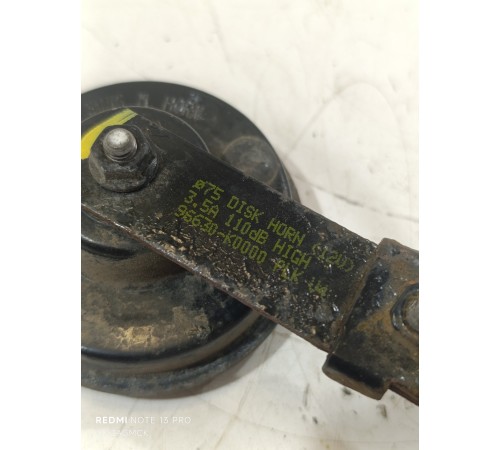 ø75 DISK HORN (12V)
3.5A 110dB HIGH
96630-K0000
REDMI NOTE 13 PRO